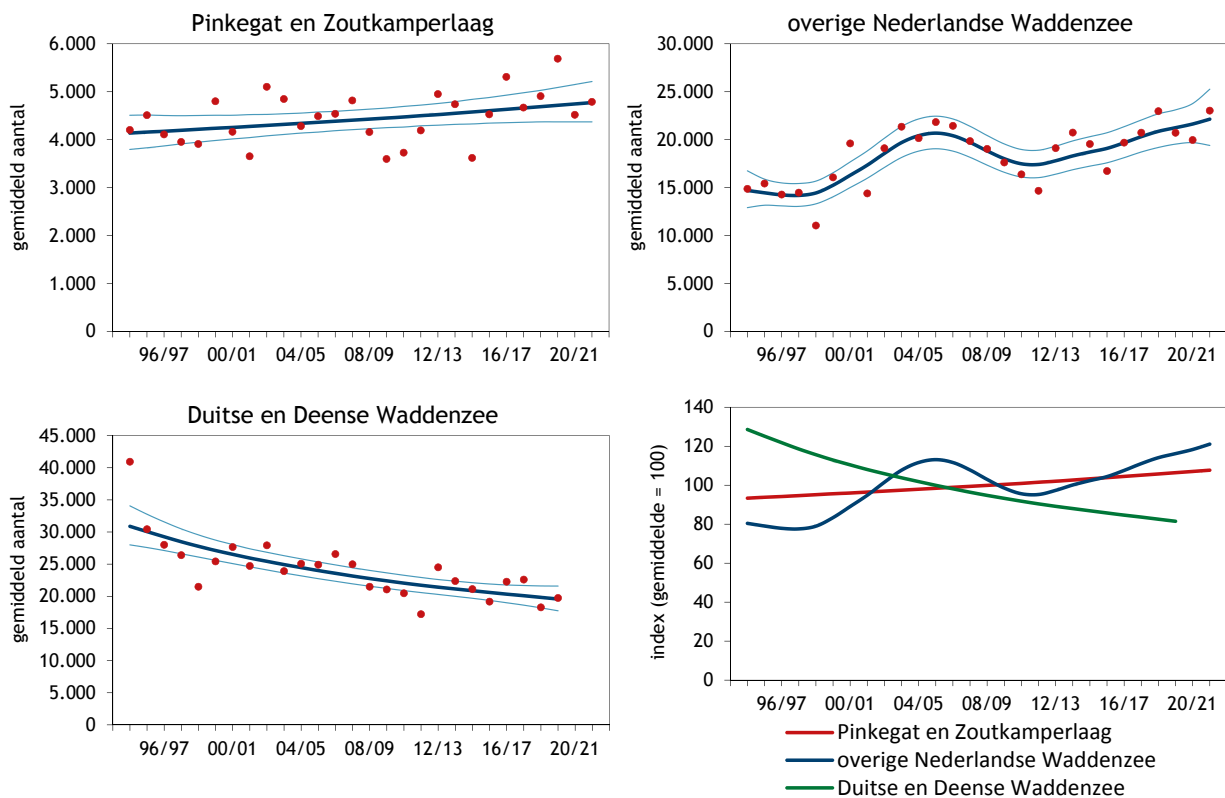 Pinkegat en Zoutkamperlaag
gemiddeld aantal
6.000
5.000
4.000
3.000
2.000
1.000
0
96/97 00/01 04/05 08/09 12/13 16/17 20/21
overige Nederlandse Waddenzee
gemiddeld aantal
30.000
25.000
20.000
15.000
10.000
5.000
0
96/97 00/01 04/05 08/09 12/13 16/17 20/21
Duitse en Deense Waddenzee
gemiddeld aantal
45.000
40.000
35.000
30.000
25.000
20.000
15.000
10.000
5.000
0
96/97 00/01 04/05 08/09 12/13 16/17 20/21
index (gemiddelde = 100)
140
120
100
80
60
40
20
0
96/97 00/01 04/05 08/09 12/13 16/17 20/21
Pinkegat en Zoutkamperlaag
overige Nederlandse Waddenzee
Duitse en Deense Waddenzee